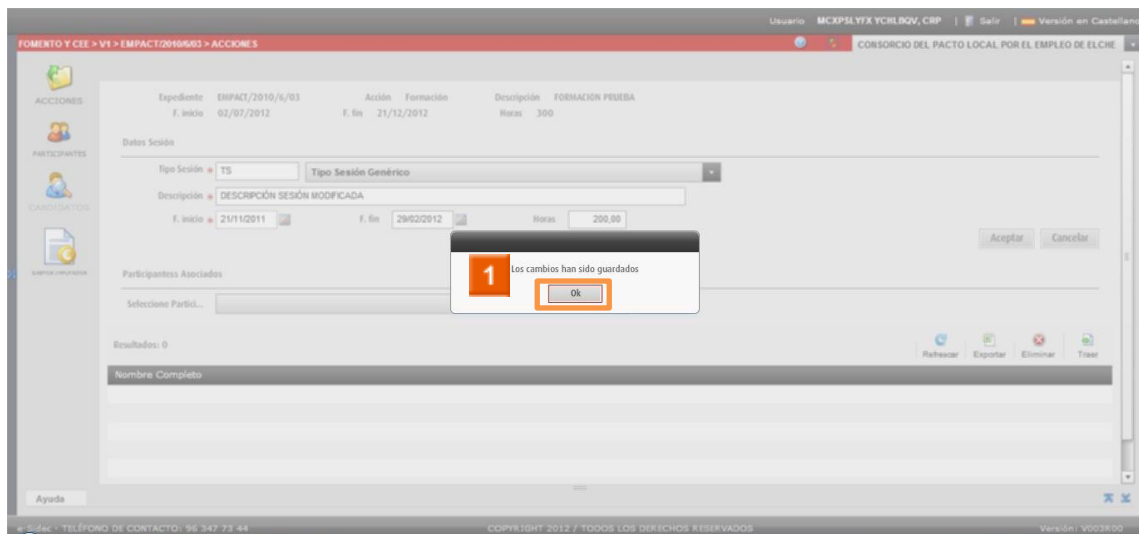 Usuario MCXPSLYFX YCHLBQV, CRP | Salir | Versión en Castellano
FOMENTO Y CEE > V1 > EMPACT/2010/6/03 > ACCIONES
CONSORCIO DEL PACTO LOCAL POR EL EMPLEO DE ELCHE
ACCIONES
PARTICIPANTES
CANDIDATOS
Expediente EMPACT/2010/6/03 Acción Formación Descripción FORMACION PRUEBA
F. inicio 02/07/2012 F. fin 21/12/2012 Horas 300
Datos Sesión
Tipo Sesión TS Tipo Sesión Genérico
Descripción DESCRIPCIÓN SESIÓN MODIFICADA
F. inicio 21/11/2011 F. fin 29/02/2012 Horas 200,00
Aceptar Cancelar
1 Los cambios han sido guardados
Ok
Participantess Asociados
Seleccione Partici...
Resultados: 0
Refrescar Exportar Eliminar Traer
Nombre Completo
Ayuda
e-Sidec - TELÉFONO DE CONTACTO: 96 347 73 44 COPYRIGHT 2012 / TODOS LOS DERECHOS RESERVADOS Versión: V003R00